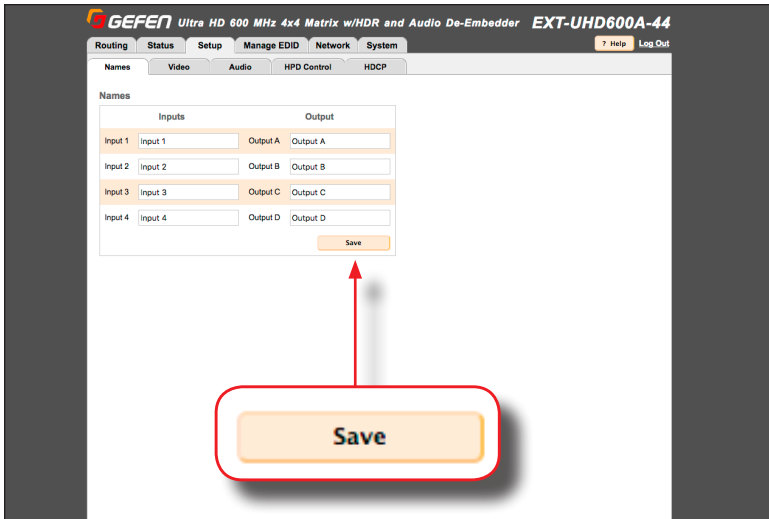 GEFEN Ultra HD 600 MHz 4x4 Matrix w/HDR and Audio De-Embedder EXT-UHD600A-44
Routing Status Setup Manage EDID Network System ? Help Log Out
Names Video Audio HPD Control HDCP
Names
Inputs Output
Input 1 Input 1 Output A Output A
Input 2 Input 2 Output B Output B
Input 3 Input 3 Output C Output C
Input 4 Input 4 Output D Output D
Save
Save